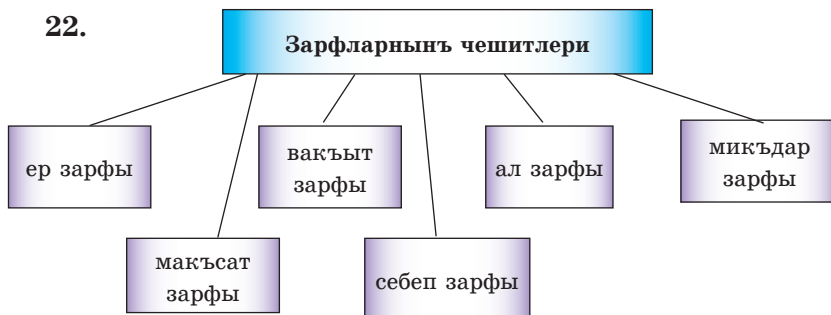 22.
Зарфларнынъ чешитлери
ер зарфы
вакъыт
зарфы
ал зарфы
микъдар
зарфы
макъсат
зарфы
себеп зарфы